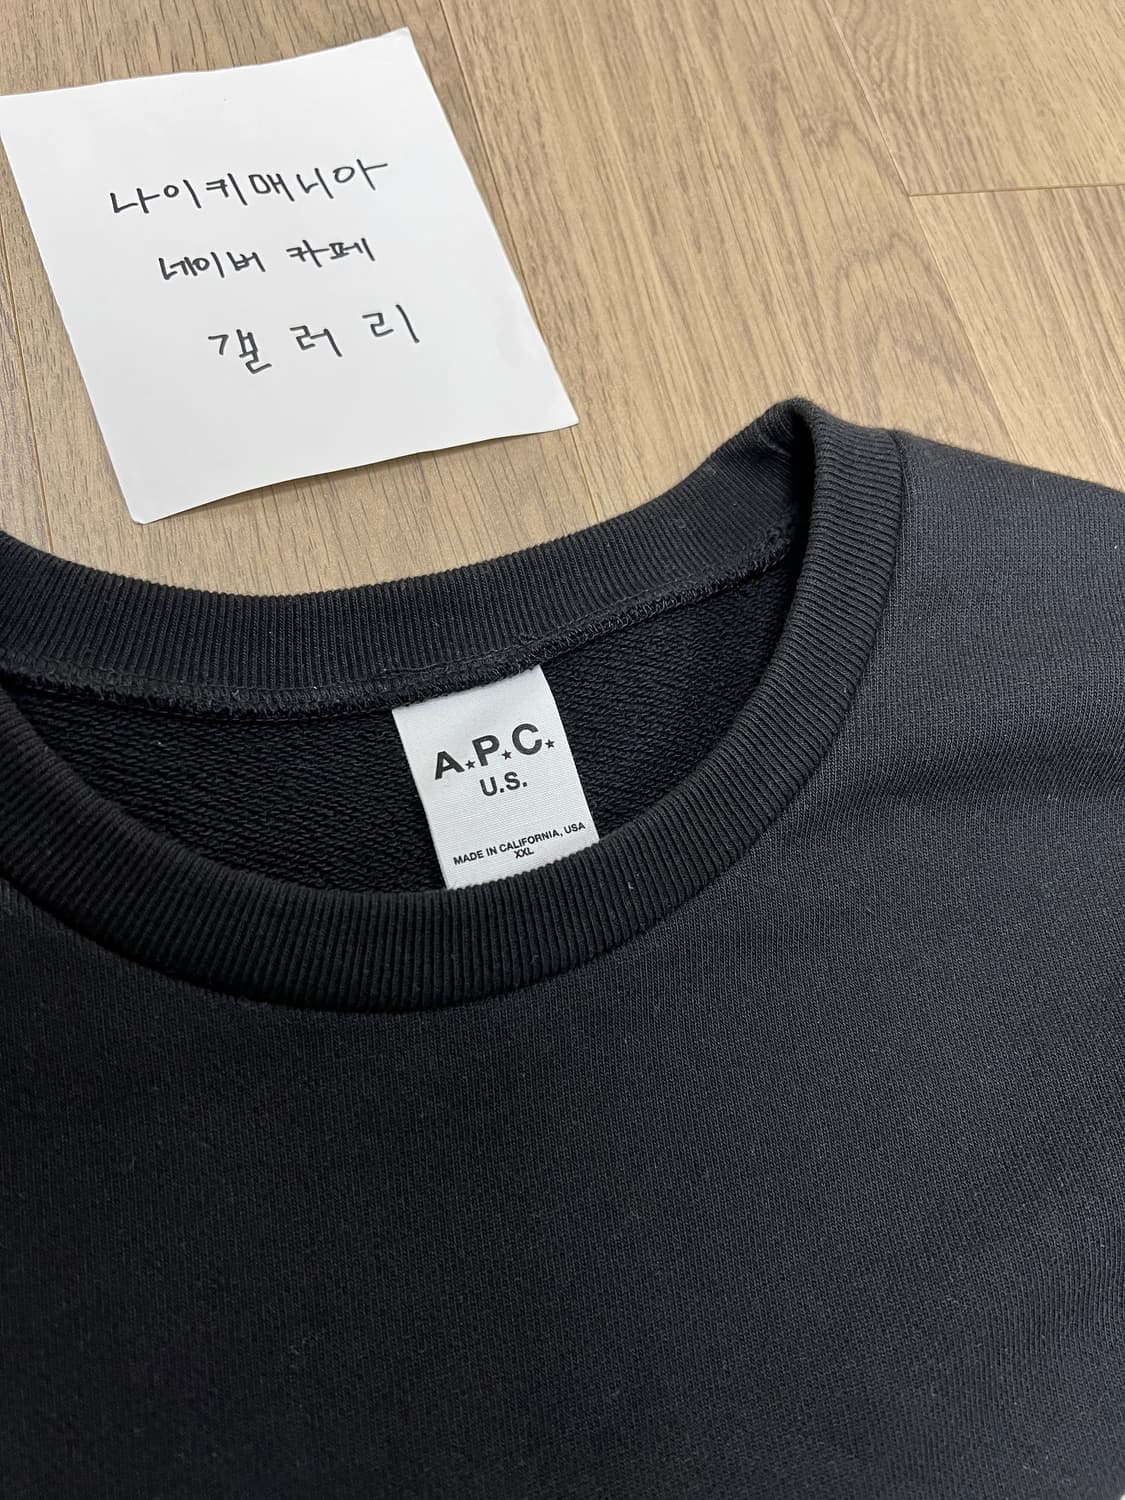 나이키매니아
네이버 카페
갤러리
A.P.C.
U.S.
MADE IN CALIFORNIA, USA
XXL